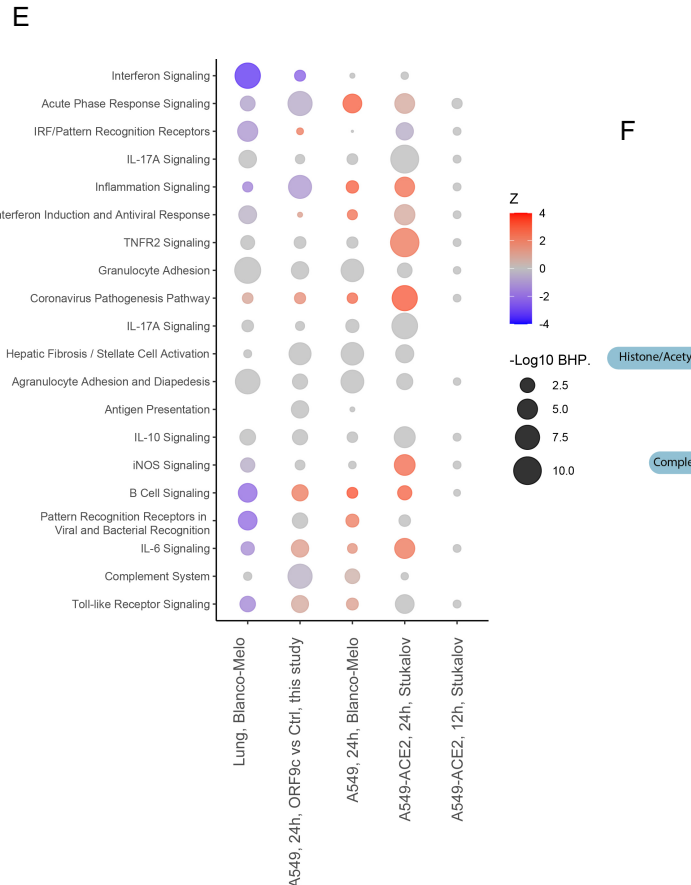 E
F
Interferon Signaling
Acute Phase Response Signaling
IRF/Pattern Recognition Receptors
IL-17A Signaling
Inflammation Signaling
nterferon Induction and Antiviral Response
TNFR2 Signaling
Granulocyte Adhesion
Coronavirus Pathogenesis Pathway
IL-17A Signaling
Hepatic Fibrosis / Stellate Cell Activation
Agranulocyte Adhesion and Diapedesis
Antigen Presentation
IL-10 Signaling
iNOS Signaling
B Cell Signaling
Pattern Recognition Receptors in
Viral and Bacterial Recognition
IL-6 Signaling
Complement System
Toll-like Receptor Signaling
Lung, Blanco-Melo
A549, 24h, ORF9c vs Ctrl, this study
A549, 24h, Blanco-Melo
A549-ACE2, 24h, Stukalov
A549-ACE2, 12h, Stukalov
Z
4
2
0
-2
-4
-Log10 BHP.
2.5
5.0
7.5
10.0
Histone/Acety
Comple